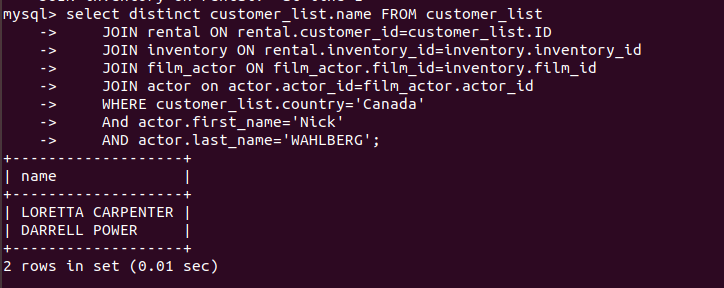 mysql> select distinct customer_list.name FROM customer_list
    ->     JOIN rental ON rental.customer_id=customer_list.ID
    ->     JOIN inventory ON rental.inventory_id=inventory.inventory_id
    ->     JOIN film_actor ON film_actor.film_id=inventory.film_id
    ->     JOIN actor on actor.actor_id=film_actor.actor_id
    ->     WHERE customer_list.country='Canada'
    ->     And actor.first_name='Nick'
    ->     AND actor.last_name='WAHLBERG';
+-------------------+
| name              |
+-------------------+
| LORETTA CARPENTER |
| DARRELL POWER     |
+-------------------+
2 rows in set (0.01 sec)